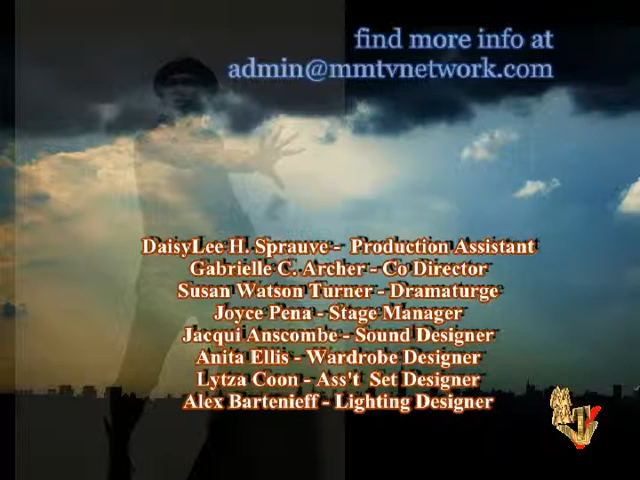 find more info at
admin@mmtvnetwork.com
DaisyLee H. Sprauve - Production Assistant
Gabrielle C. Archer - Co Director
Susan Watson Turner - Dramaturge
Joyce Pena - Stage Manager
Jacqui Anscombe - Sound Designer
Anita Ellis - Wardrobe Designer
Lytza Coon - Ass't Set Designer
Alex Bartenieff - Lighting Designer